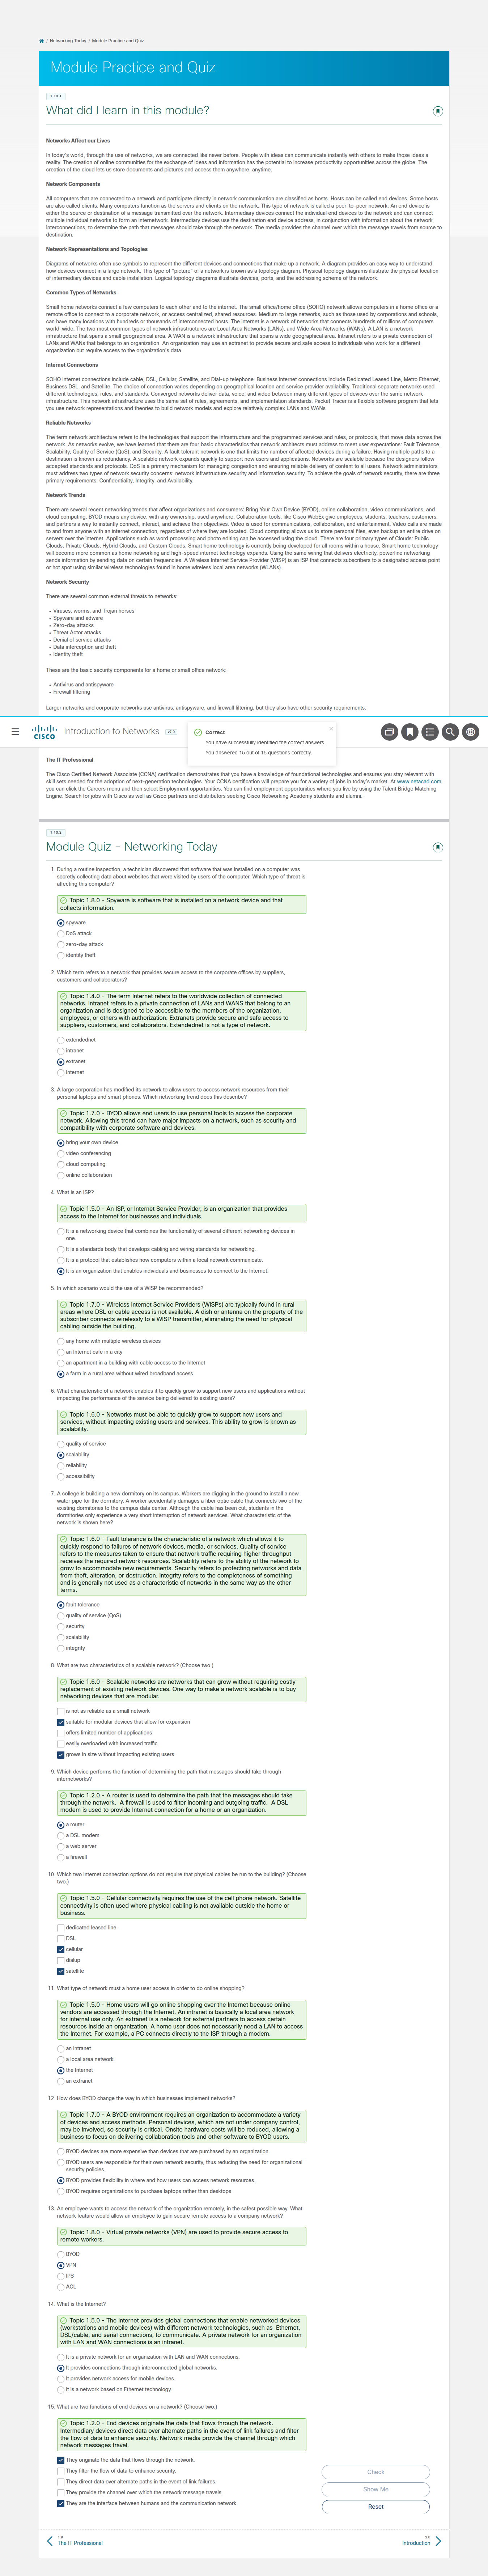 / Networking Today / Module Practice and Quiz
Module Practice and Quiz
1.10.1
What did I learn in this module?
Networks Affect our Lives
In today's world, through the use of networks, we are connected like never before. People with ideas can communicate instantly with others to make those ideas a
reality. The creation of online communities for the exchange of ideas and information has the potential to increase productivity opportunities across the globe. The
creation of the cloud lets us store documents and pictures and access them anywhere, anytime.
Network Components
All computers that are connected to a network and participate directly in network communication are classified as hosts. Hosts can be called end devices. Some hosts
are also called clients. Many computers function as the servers and clients on the network. This type of network is called a peer-to-peer network. An end device is
either the source or destination of a message transmitted over the network. Intermediary devices connect the individual end devices to the network and can connect
multiple individual networks to form an internetwork. Intermediary devices use the destination end device address, in conjunction with information about the network
interconnections, to determine the path that messages should take through the network. The media provides the channel over which the message travels from source to
destination.
Network Representations and Topologies
Diagrams of networks often use symbols to represent the different devices and connections that make up a network. A diagram provides an easy way to understand
how devices connect in a large network. This type of "picture" of a network is known as a topology diagram. Physical topology diagrams illustrate the physical location
of intermediary devices and cable installation. Logical topology diagrams illustrate devices, ports, and the addressing scheme of the network.
Common Types of Networks
Small home networks connect a few computers to each other and to the internet. The small office/home office (SOHO) network allows computers in a home office or a
remote office to connect to a corporate network, or access centralized, shared resources. Medium to large networks, such as those used by corporations and schools,
can have many locations with hundreds or thousands of interconnected hosts. The internet is a network of networks that connects hundreds of millions of computers
world-wide. The two most common types of network infrastructures are Local Area Networks (LANs), and Wide Area Networks (WANs). A LAN is a network
infrastructure that spans a small geographical area. A WAN is a network infrastructure that spans a wide geographical area. Intranet refers to a private connection of
LANs and WANs that belongs to an organization. An organization may use an extranet to provide secure and safe access to individuals who work for a different
organization but require access to the organization's data.
Internet Connections
SOHO internet connections include cable, DSL, Cellular, Satellite, and Dial-up telephone. Business internet connections include Dedicated Leased Line, Metro Ethernet,
Business DSL, and Satellite. The choice of connection varies depending on geographical location and service provider availability. Traditional separate networks used
different technologies, rules, and standards. Converged networks deliver data, voice, and video between many different types of devices over the same network
infrastructure. This network infrastructure uses the same set of rules, agreements, and implementation standards. Packet Tracer is a flexible software program that lets
you use network representations and theories to build network models and explore relatively complex LANs and WANs.
Reliable Networks
The term network architecture refers to the technologies that support the infrastructure and the programmed services and rules, or protocols, that move data across the
network. As networks evolve, we have learned that there are four basic characteristics that network architects must address to meet user expectations: Fault Tolerance,
Scalability, Quality of Service (QoS), and Security. A fault tolerant network is one that limits the number of affected devices during a failure. Having multiple paths to a
destination is known as redundancy. A scalable network expands quickly to support new users and applications. Networks are scalable because the designers follow
accepted standards and protocols. QoS is a primary mechanism for managing congestion and ensuring reliable delivery of content to all users. Network administrators
must address two types of network security concerns: network infrastructure security and information security. To achieve the goals of network security, there are three
primary requirements: Confidentiality, Integrity, and Availability.
Network Trends
There are several recent networking trends that affect organizations and consumers: Bring Your Own Device (BYOD), online collaboration, video communications, and
cloud computing. BYOD means any device, with any ownership, used anywhere. Collaboration tools, like Cisco WebEx give employees, students, teachers, customers,
and partners a way to instantly connect, interact, and achieve their objectives. Video is used for communications, collaboration, and entertainment. Video calls are made
to and from anyone with an internet connection, regardless of where they are located. Cloud computing allows us to store personal files, even backup an entire drive on
servers over the internet. Applications such as word processing and photo editing can be accessed using the cloud. There are four primary types of Clouds: Public
Clouds, Private Clouds, Hybrid Clouds, and Custom Clouds. Smart home technology is currently being developed for all rooms within a house. Smart home technology
will become more common as home networking and high-speed internet technology expands. Using the same wiring that delivers electricity, powerline networking
sends information by sending data on certain frequencies. A Wireless Internet Service Provider (WISP) is an ISP that connects subscribers to a designated access point
or hot spot using similar wireless technologies found in home wireless local area networks (WLANs).
Network Security
There are several common external threats to networks:
• Viruses, worms, and Trojan horses
• Spyware and adware
• Zero-day attacks
• Threat Actor attacks
• Denial of service attacks
• Data interception and theft
• Identity theft
These are the basic security components for a home or small office network:
• Antivirus and antispyware
• Firewall filtering
Larger networks and corporate networks use antivirus, antispyware, and firewall filtering, but they also have other security requirements:
CISCO
Introduction to Networks
v7.0
Correct
You have successfully identified the correct answers.
You answered 15 out of 15 questions correctly.
The IT Professional
The Cisco Certified Network Associate (CCNA) certification demonstrates that you have a knowledge of foundational technologies and ensures you stay relevant with
skill sets needed for the adoption of next-generation technologies. Your CCNA certification will prepare you for a variety of jobs in today's market. At www.netacad.com
you can click the Careers menu and then select Employment opportunities. You can find employment opportunities where you live by using the Talent Bridge Matching
Engine. Search for jobs with Cisco as well as Cisco partners and distributors seeking Cisco Networking Academy students and alumni.
1.10.2
Module Quiz - Networking Today
1. During a routine inspection, a technician discovered that software that was installed on a computer was
secretly collecting data about websites that were visited by users of the computer. Which type of threat is
affecting this computer?
Topic 1.8.0 - Spyware is software that is installed on a network device and that
collects information.
spyware
DoS attack
zero-day attack
identity theft
2. Which term refers to a network that provides secure access to the corporate offices by suppliers,
customers and collaborators?
Topic 1.4.0 - The term Internet refers to the worldwide collection of connected
networks. Intranet refers to a private connection of LANs and WANS that belong to an
organization and is designed to be accessible to the members of the organization,
employees, or others with authorization. Extranets provide secure and safe access to
suppliers, customers, and collaborators. Extendednet is not a type of network.
extendednet
intranet
extranet
Internet
3. A large corporation has modified its network to allow users to access network resources from their
personal laptops and smart phones. Which networking trend does this describe?
Topic 1.7.0 - BYOD allows end users to use personal tools to access the corporate
network. Allowing this trend can have major impacts on a network, such as security and
compatibility with corporate software and devices.
bring your own device
video conferencing
cloud computing
online collaboration
4. What is an ISP?
Topic 1.5.0 - An ISP, or Internet Service Provider, is an organization that provides
access to the Internet for businesses and individuals.
It is a networking device that combines the functionality of several different networking devices in
one.
It is a standards body that develops cabling and wiring standards for networking.
It is a protocol that establishes how computers within a local network communicate.
It is an organization that enables individuals and businesses to connect to the Internet.
5. In which scenario would the use of a WISP be recommended?
Topic 1.7.0 - Wireless Internet Service Providers (WISPs) are typically found in rural
areas where DSL or cable access is not available. A dish or antenna on the property of the
subscriber connects wirelessly to a WISP transmitter, eliminating the need for physical
cabling outside the building.
any home with multiple wireless devices
an Internet cafe in a city
an apartment in a building with cable access to the Internet
a farm in a rural area without wired broadband access
6. What characteristic of a network enables it to quickly grow to support new users and applications without
impacting the performance of the service being delivered to existing users?
Topic 1.6.0 - Networks must be able to quickly grow to support new users and
services, without impacting existing users and services. This ability to grow is known as
scalability.
quality of service
scalability
reliability
accessibility
7. A college is building a new dormitory on its campus. Workers are digging in the ground to install a new
water pipe for the dormitory. A worker accidentally damages a fiber optic cable that connects two of the
existing dormitories to the campus data center. Although the cable has been cut, students in the
dormitories only experience a very short interruption of network services. What characteristic of the
network is shown here?
Topic 1.6.0 - Fault tolerance is the characteristic of a network which allows it to
quickly respond to failures of network devices, media, or services. Quality of service
refers to the measures taken to ensure that network traffic requiring higher throughput
receives the required network resources. Scalability refers to the ability of the network to
grow to accommodate new requirements. Security refers to protecting networks and data
from theft, alteration, or destruction. Integrity refers to the completeness of something
and is generally not used as a characteristic of networks in the same way as the other
terms.
fault tolerance
quality of service (QoS)
security
scalability
integrity
8. What are two characteristics of a scalable network? (Choose two.)
Topic 1.6.0 - Scalable networks are networks that can grow without requiring costly
replacement of existing network devices. One way to make a network scalable is to buy
networking devices that are modular.
is not as reliable as a small network
suitable for modular devices that allow for expansion
offers limited number of applications
easily overloaded with increased traffic
grows in size without impacting existing users
9. Which device performs the function of determining the path that messages should take through
internetworks?
Topic 1.2.0 - A router is used to determine the path that the messages should take
through the network. A firewall is used to filter incoming and outgoing traffic. A DSL
modem is used to provide Internet connection for a home or an organization.
a router
a DSL modem
a web server
a firewall
10. Which two Internet connection options do not require that physical cables be run to the building? (Choose
two.)
Topic 1.5.0 - Cellular connectivity requires the use of the cell phone network. Satellite
connectivity is often used where physical cabling is not available outside the home or
business.
dedicated leased line
DSL
cellular
dialup
satellite
11. What type of network must a home user access in order to do online shopping?
Topic 1.5.0 - Home users will go online shopping over the Internet because online
vendors are accessed through the Internet. An intranet is basically a local area network
for internal use only. An extranet is a network for external partners to access certain
resources inside an organization. A home user does not necessarily need a LAN to access
the Internet. For example, a PC connects directly to the ISP through a modem.
an intranet
a local area network
the Internet
an extranet
12. How does BYOD change the way in which businesses implement networks?
Topic 1.7.0 - A BYOD environment requires an organization to accommodate a variety
of devices and access methods. Personal devices, which are not under company control,
may be involved, so security is critical. Onsite hardware costs will be reduced, allowing a
business to focus on delivering collaboration tools and other software to BYOD users.
BYOD devices are more expensive than devices that are purchased by an organization.
BYOD users are responsible for their own network security, thus reducing the need for organizational
security policies.
BYOD provides flexibility in where and how users can access network resources.
BYOD requires organizations to purchase laptops rather than desktops.
13. An employee wants to access the network of the organization remotely, in the safest possible way. What
network feature would allow an employee to gain secure remote access to a company network?
Topic 1.8.0 - Virtual private networks (VPN) are used to provide secure access to
remote workers.
BYOD
VPN
IPS
ACL
14. What is the Internet?
Topic 1.5.0 - The Internet provides global connections that enable networked devices
(workstations and mobile devices) with different network technologies, such as Ethernet,
DSL/cable, and serial connections, to communicate. A private network for an organization
with LAN and WAN connections is an intranet.
It is a private network for an organization with LAN and WAN connections.
It provides connections through interconnected global networks.
It provides network access for mobile devices.
It is a network based on Ethernet technology.
15. What are two functions of end devices on a network? (Choose two.)
Topic 1.2.0 - End devices originate the data that flows through the network.
Intermediary devices direct data over alternate paths in the event of link failures and filter
the flow of data to enhance security. Network media provide the channel through which
network messages travel.
They originate the data that flows through the network.
They filter the flow of data to enhance security.
They direct data over alternate paths in the event of link failures.
They provide the channel over which the network message travels.
They are the interface between humans and the communication network.
Check
Show Me
Reset
1.9
The IT Professional
2.0
Introduction